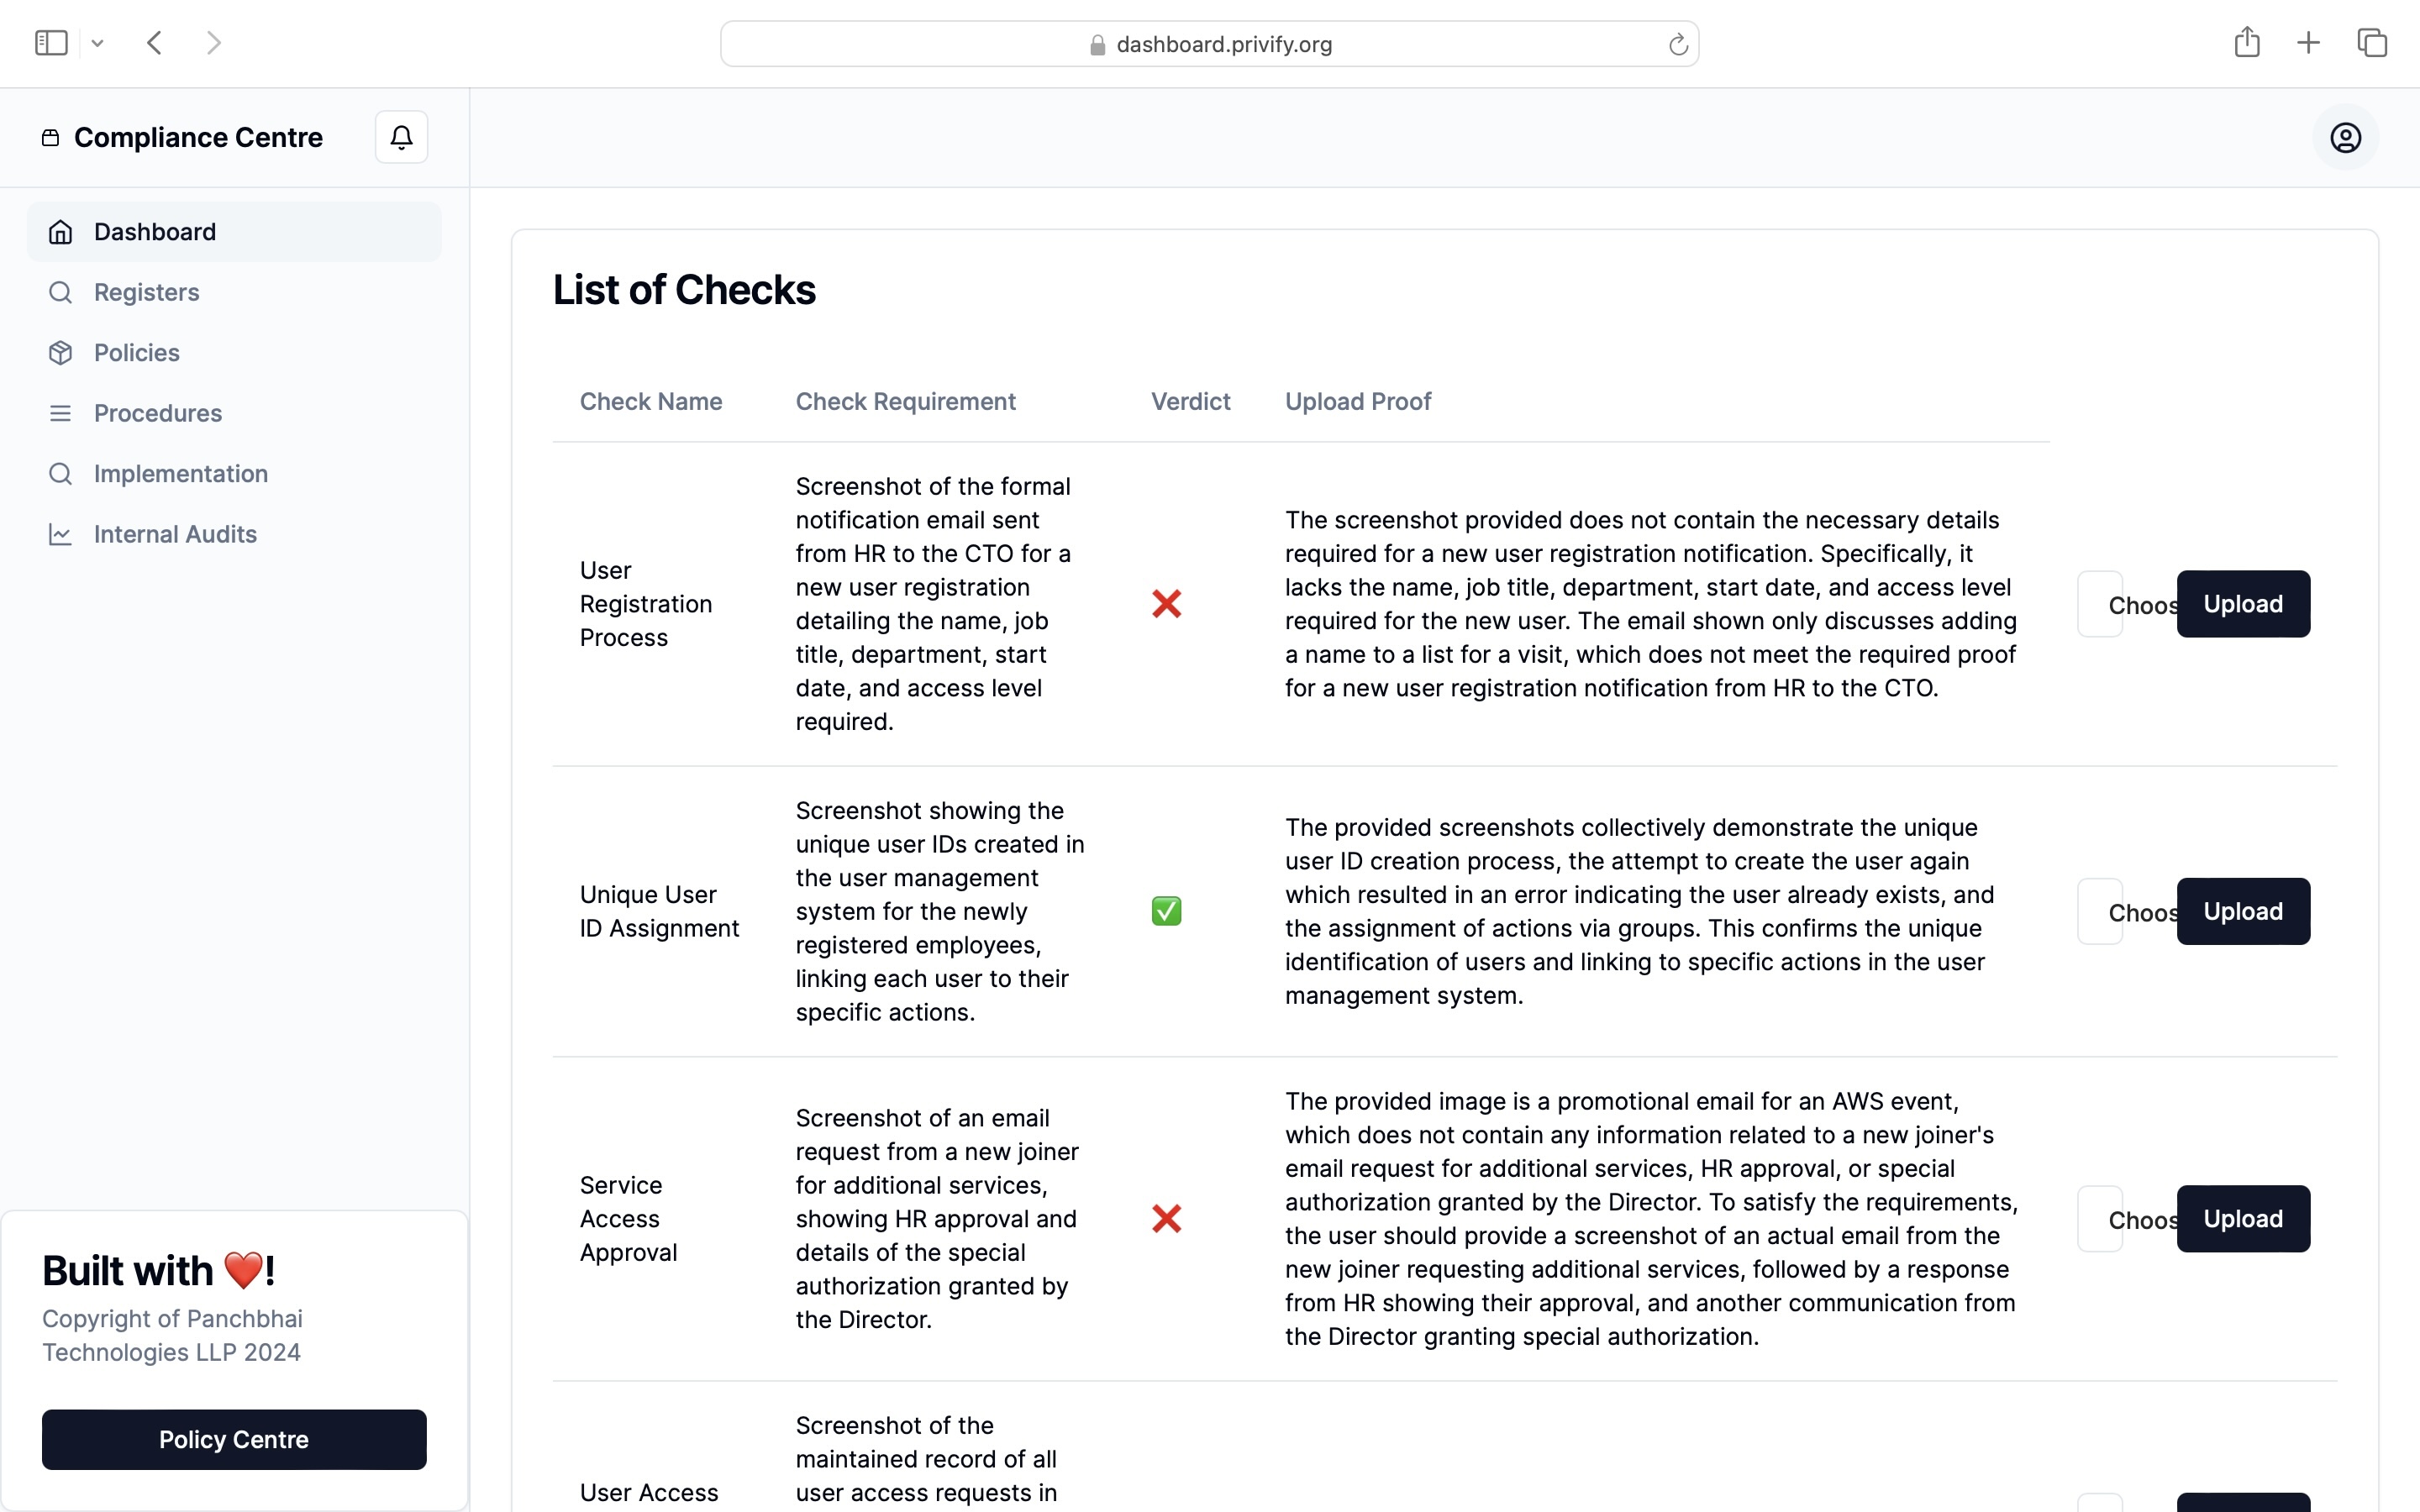 dashboard.privify.org
Compliance Centre
Dashboard
Registers
Policies
Procedures
Implementation
Internal Audits
Built with ❤️!
Copyright of Panchbhai
Technologies LLP 2024
Policy Centre
List of Checks
Check Name
Check Requirement
Verdict
Upload Proof
User
Registration
Process
Screenshot of the formal
notification email sent
from HR to the CTO for a
new user registration
detailing the name, job
title, department, start
date, and access level
required.
❌
The screenshot provided does not contain the necessary details
required for a new user registration notification. Specifically, it
lacks the name, job title, department, start date, and access level
required for the new user. The email shown only discusses adding
a name to a list for a visit, which does not meet the required proof
for a new user registration notification from HR to the CTO.
Choos
Upload
Unique User
ID Assignment
Screenshot showing the
unique user IDs created in
the user management
system for the newly
registered employees,
linking each user to their
specific actions.
✅
The provided screenshots collectively demonstrate the unique
user ID creation process, the attempt to create the user again
which resulted in an error indicating the user already exists, and
the assignment of actions via groups. This confirms the unique
identification of users and linking to specific actions in the user
management system.
Choos
Upload
Service
Access
Approval
Screenshot of an email
request from a new joiner
for additional services,
showing HR approval and
details of the special
authorization granted by
the Director.
❌
The provided image is a promotional email for an AWS event,
which does not contain any information related to a new joiner's
email request for additional services, HR approval, or special
authorization granted by the Director. To satisfy the requirements,
the user should provide a screenshot of an actual email from the
new joiner requesting additional services, followed by a response
from HR showing their approval, and another communication from
the Director granting special authorization.
Choos
Upload
User Access
Screenshot of the
maintained record of all
user access requests in